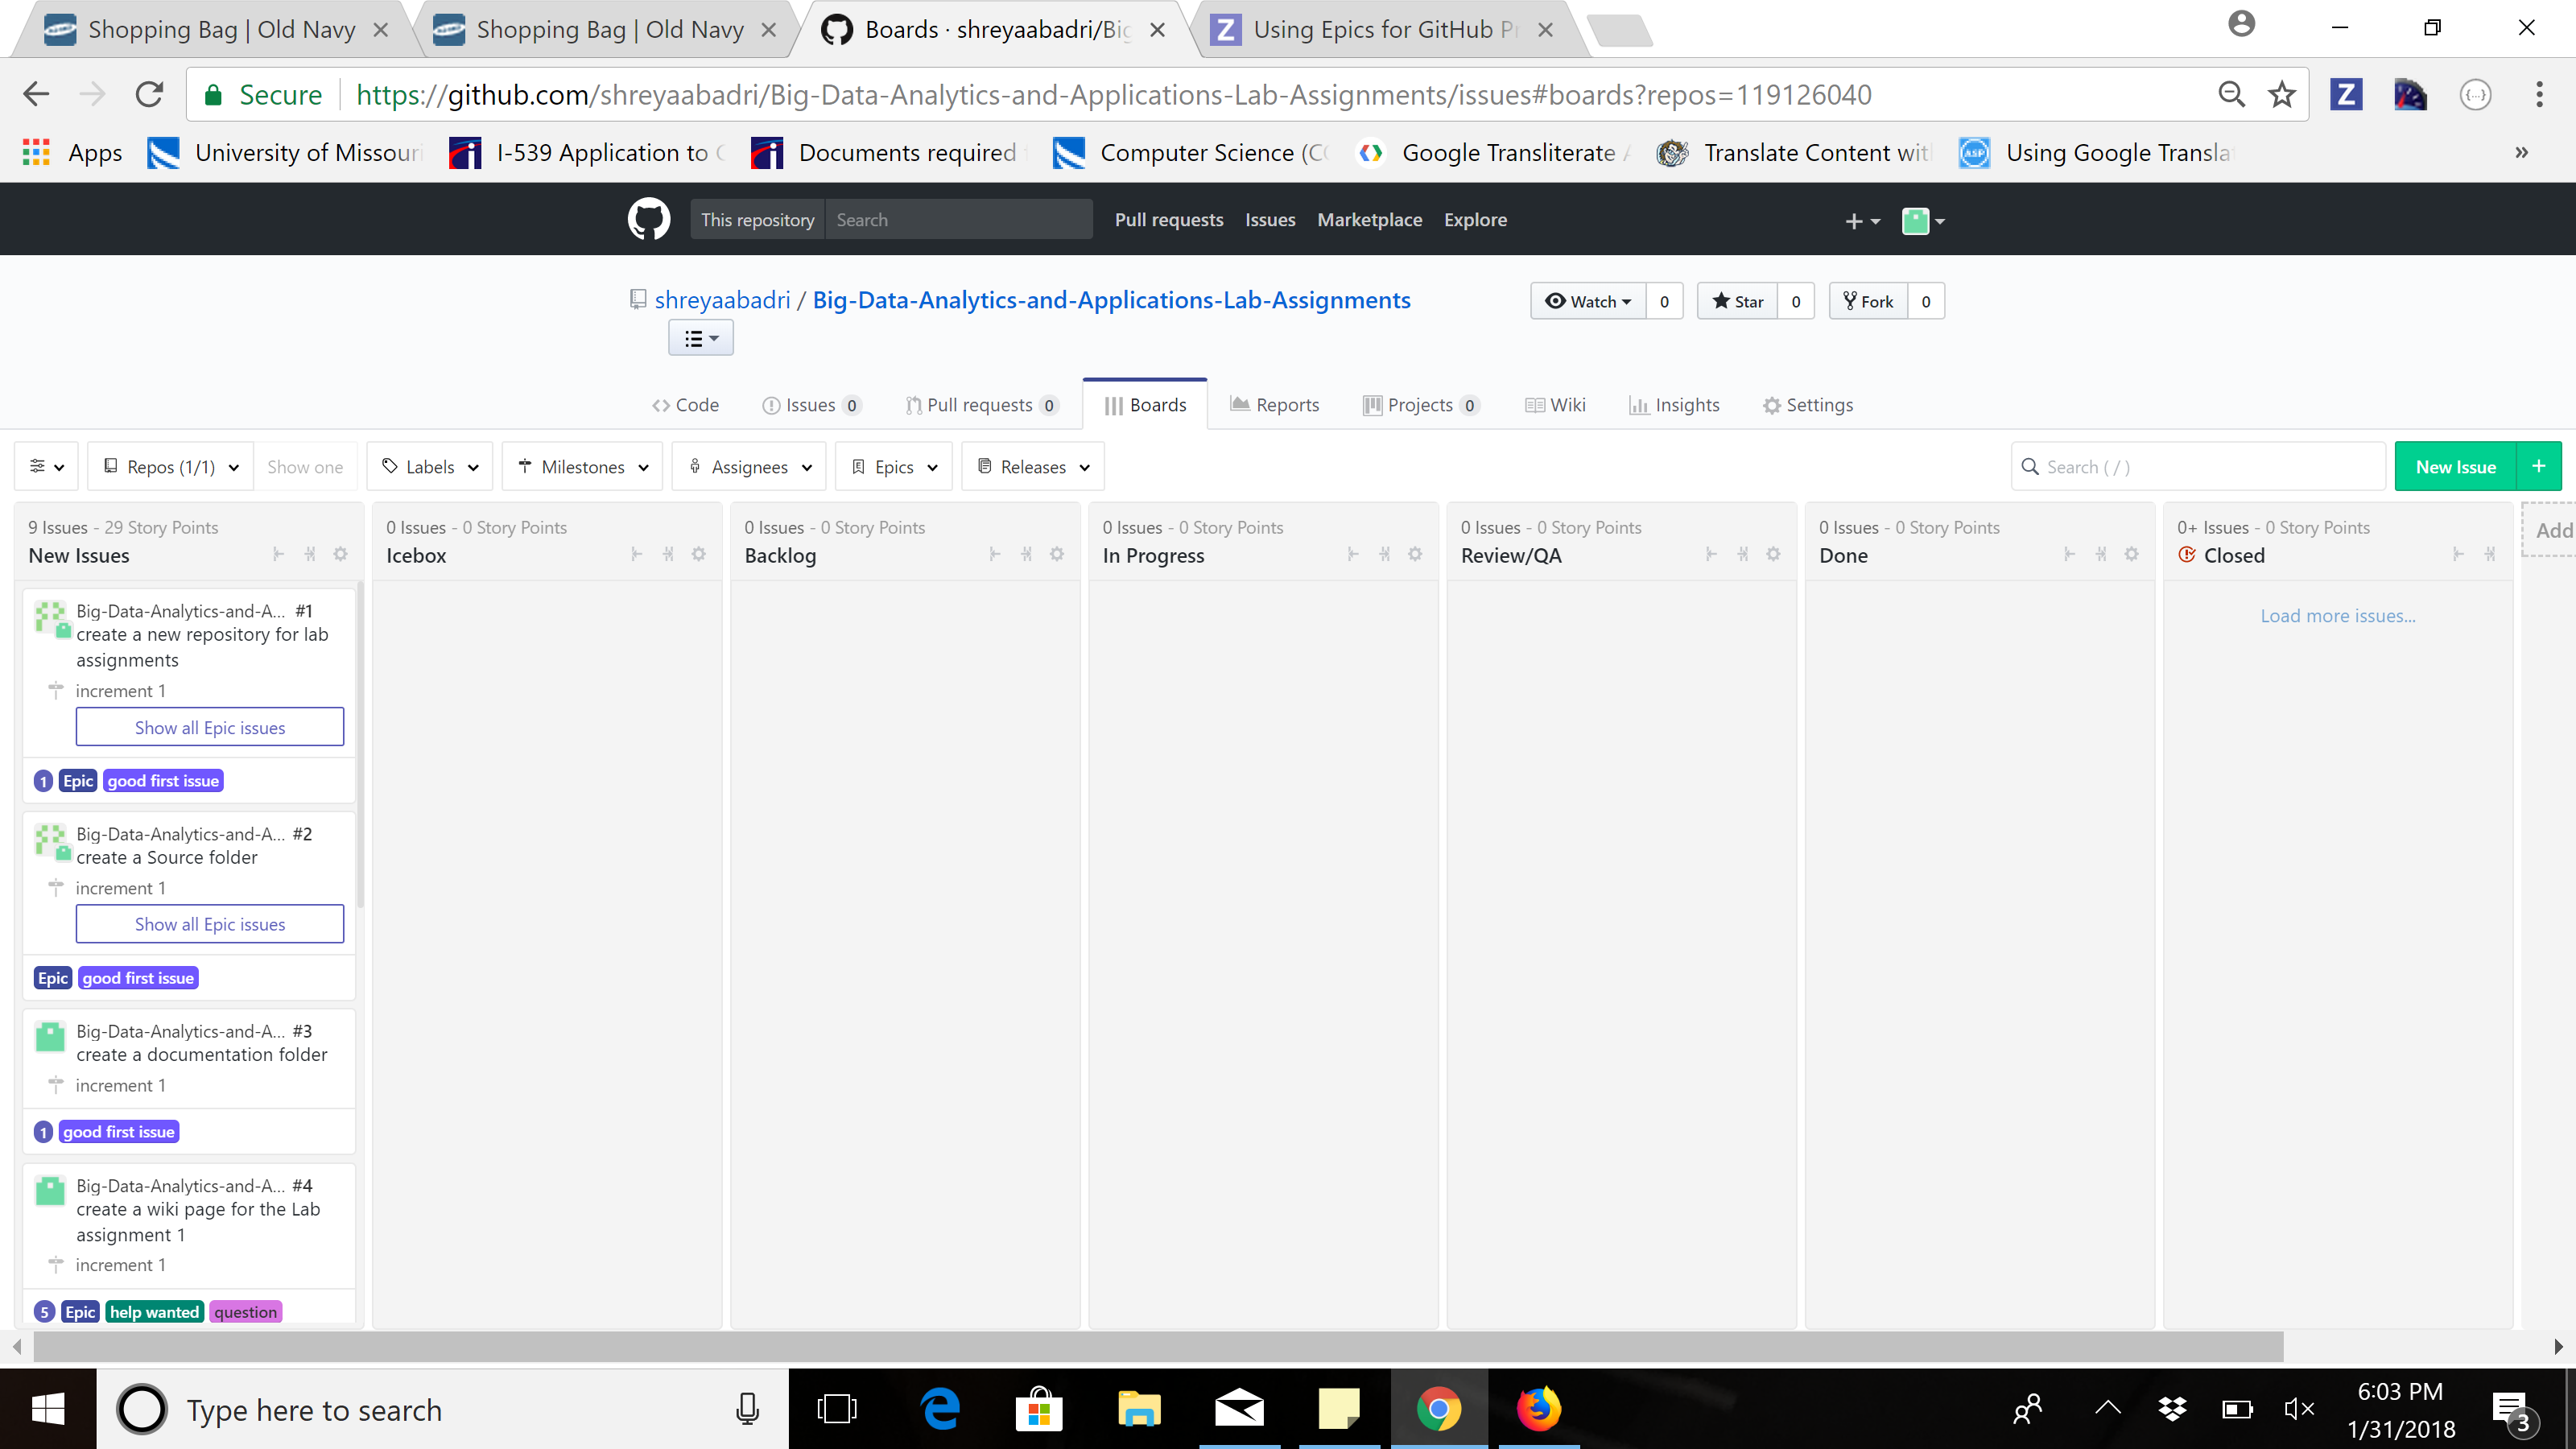 Shopping Bag | Old Navy
Shopping Bag | Old Navy
Boards · shreyaabadri/Big
Using Epics for GitHub Pr
Secure
https://github.com/shreyaabadri/Big-Data-Analytics-and-Applications-Lab-Assignments/issues#boards?repos=119126040
Apps
University of Missouri
I-539 Application to
Documents required
Computer Science (CO
Google Transliterate
Translate Content wit
Using Google Transla
»
This repository
Search
Pull requests
Issues
Marketplace
Explore
shreyaabadri / Big-Data-Analytics-and-Applications-Lab-Assignments
Watch 0
Star 0
Fork 0
Code
Issues 0
Pull requests 0
Boards
Reports
Projects 0
Wiki
Insights
Settings
Repos (1/1)
Show one
Labels
Milestones
Assignees
Epics
Releases
Search ( / )
New Issue +
9 Issues - 29 Story Points
New Issues
0 Issues - 0 Story Points
Icebox
0 Issues - 0 Story Points
Backlog
0 Issues - 0 Story Points
In Progress
0 Issues - 0 Story Points
Review/QA
0 Issues - 0 Story Points
Done
0+ Issues - 0 Story Points
Closed
Add
Load more issues...
Big-Data-Analytics-and-A... #1
create a new repository for lab
assignments
increment 1
Show all Epic issues
1 Epic good first issue
Big-Data-Analytics-and-A... #2
create a Source folder
increment 1
Show all Epic issues
Epic good first issue
Big-Data-Analytics-and-A... #3
create a documentation folder
increment 1
1 good first issue
Big-Data-Analytics-and-A... #4
create a wiki page for the Lab
assignment 1
increment 1
5 Epic help wanted question
Type here to search
6:03 PM
1/31/2018
3